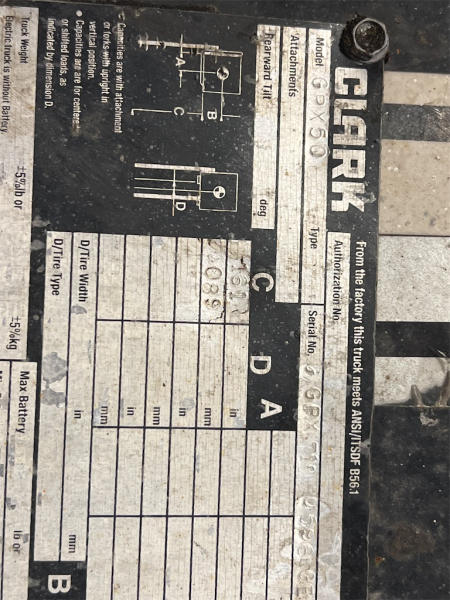 CLARK
From the factory this truck meets ANSI/ITSDF B56.1
Authorization No.
Model GPX50 Type Serial No.
Attachments
Rearward Tilt deg
C D A
A
B
C
D
in
mm
in
mm
in
mm
Capacities are with attachment
or forks with upright in
vertical position.
• Capacities are are for centered
or shifted loads, as
indicated by dimension D.
D/Tire Width in mm
D/Tire Type
B
Truck Weight ±5%lb or ±5%kg
Electric truck is without Battery.
Max Battery lb or